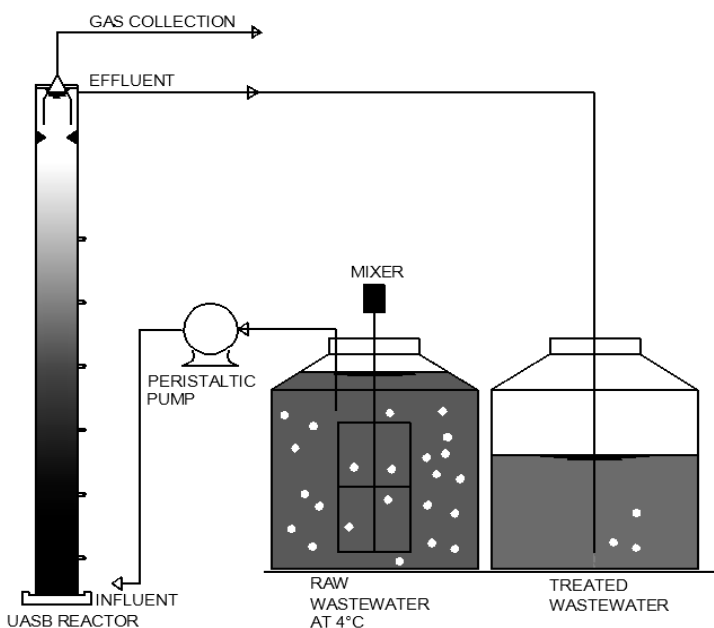 GAS COLLECTION
EFFLUENT
MIXER
PERISTALTIC
PUMP
INFLUENT
UASB REACTOR
RAW
WASTEWATER
AT 4°C
TREATED
WASTEWATER